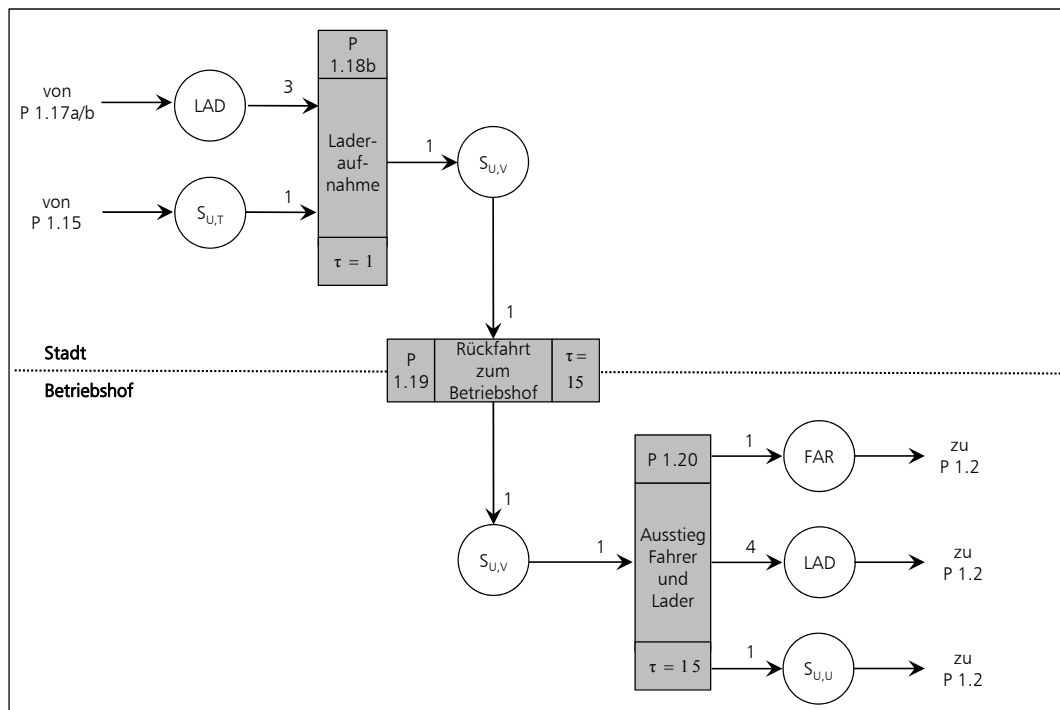 P
1.18b
von
P 1.17a/b
LAD
3
Lader-
auf-
nahme
1
S_U,V
von
P 1.15
S_U,T
1
τ = 1
1
Stadt
P
1.19
Rückfahrt
zum
Betriebshof
τ =
15
Betriebshof
1
S_U,V
1
P 1.20
Ausstieg
Fahrer
und
Lader
τ = 15
1
FAR
zu
P 1.2
4
LAD
zu
P 1.2
1
S_U,U
zu
P 1.2